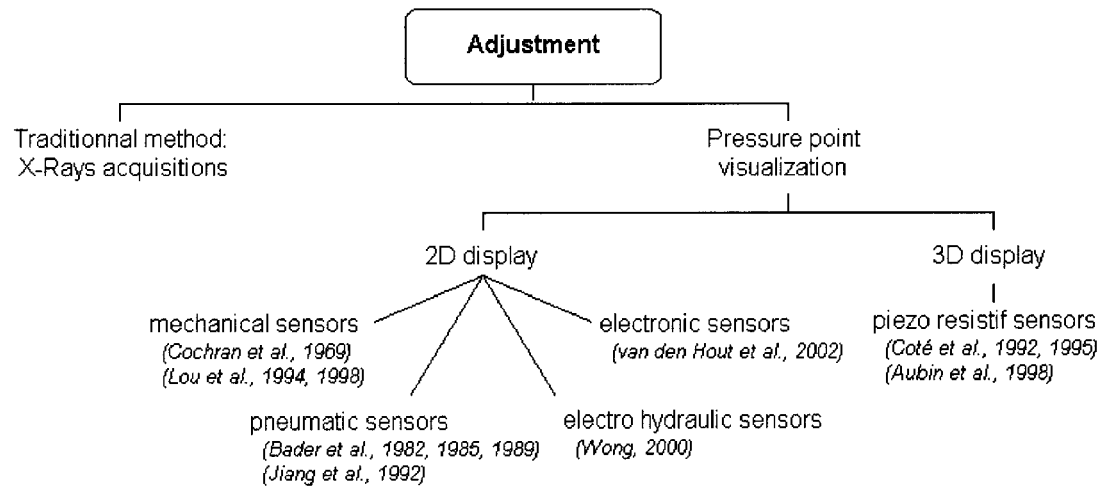 Adjustment
Traditionnal method:
X-Rays acquisitions
Pressure point
visualization
2D display
3D display
mechanical sensors
(Cochran et al., 1969)
(Lou et al., 1994, 1998)
electronic sensors
(van den Hout et al., 2002)
piezo resistif sensors
(Coté et al., 1992, 1995)
(Aubin et al., 1998)
pneumatic sensors
(Bader et al., 1982, 1985, 1989)
(Jiang et al., 1992)
electro hydraulic sensors
(Wong, 2000)